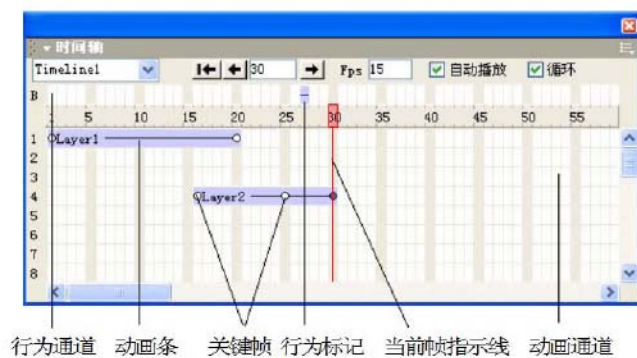 时间轴
Timeline1 30 Fps 15 自动播放 循环
B
5 10 15 20 25 30 35 40 45 50 55
1 Layer1
2
3
4 Layer2
5
6
7
8
行为通道 动画条 关键帧 行为标记 当前帧指示线 动画通道